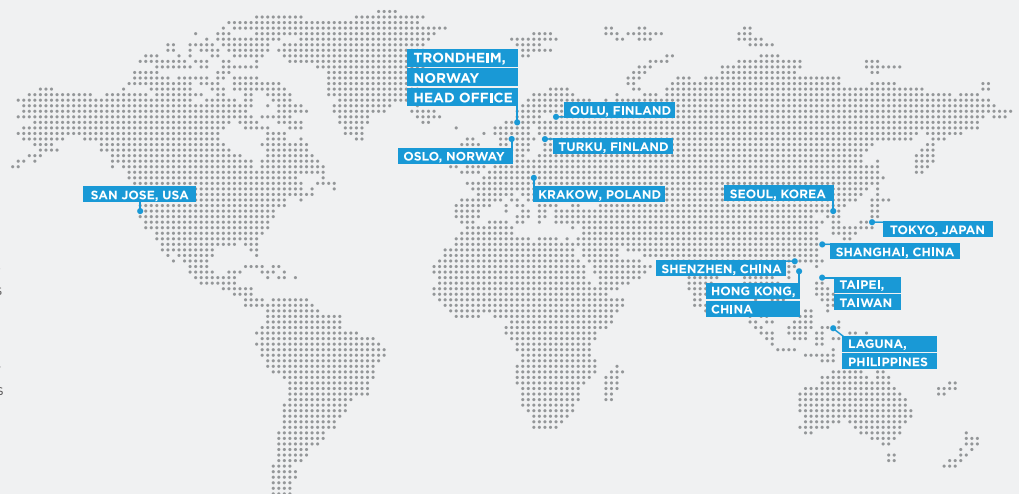 TRONDHEIM,
NORWAY
HEAD OFFICE
OULU, FINLAND
TURKU, FINLAND
OSLO, NORWAY
KRAKOW, POLAND
SAN JOSE, USA
SEOUL, KOREA
TOKYO, JAPAN
SHANGHAI, CHINA
SHENZHEN, CHINA
HONG KONG,
CHINA
TAIPEI,
TAIWAN
LAGUNA,
PHILIPPINES